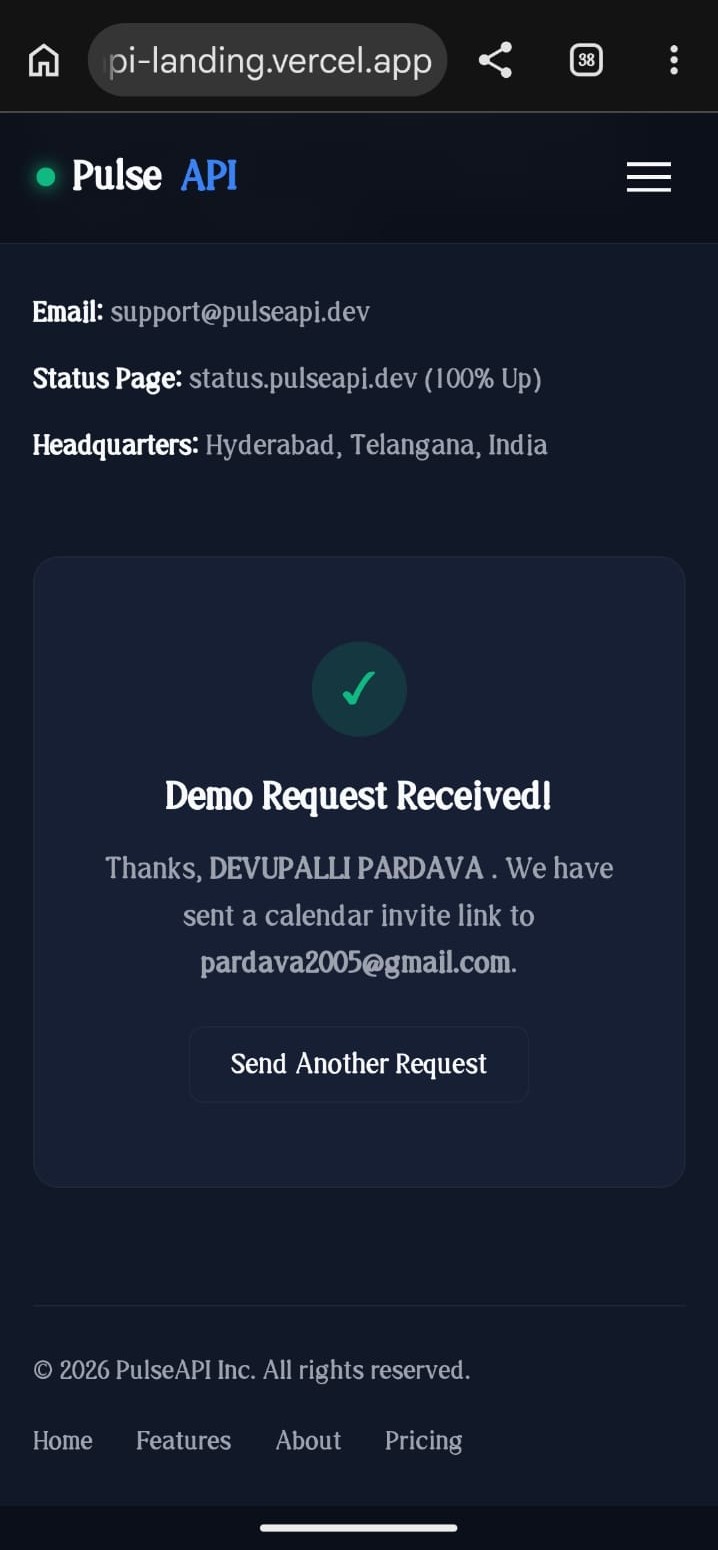 pi-landing.vercel.app
38
Pulse API
Email: support@pulseapi.dev
Status Page: status.pulseapi.dev (100% Up)
Headquarters: Hyderabad, Telangana, India
Demo Request Received!
Thanks, DEVUPALLI PARDAVA . We have
sent a calendar invite link to
pardava2005@gmail.com.
Send Another Request
© 2026 PulseAPI Inc. All rights reserved.
Home Features About Pricing